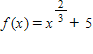 f(x) = x^{2/3} + 5